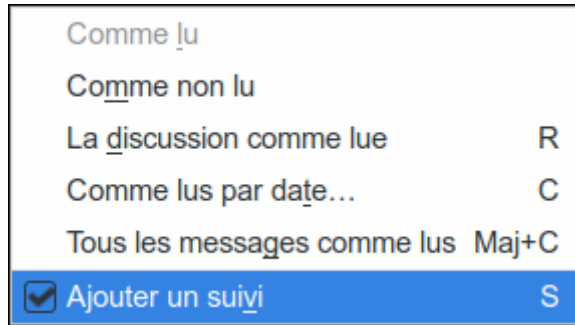 Comme lu
Comme non lu
La discussion comme lue R
Comme lus par date… C
Tous les messages comme lus Maj+C
Ajouter un suivi S